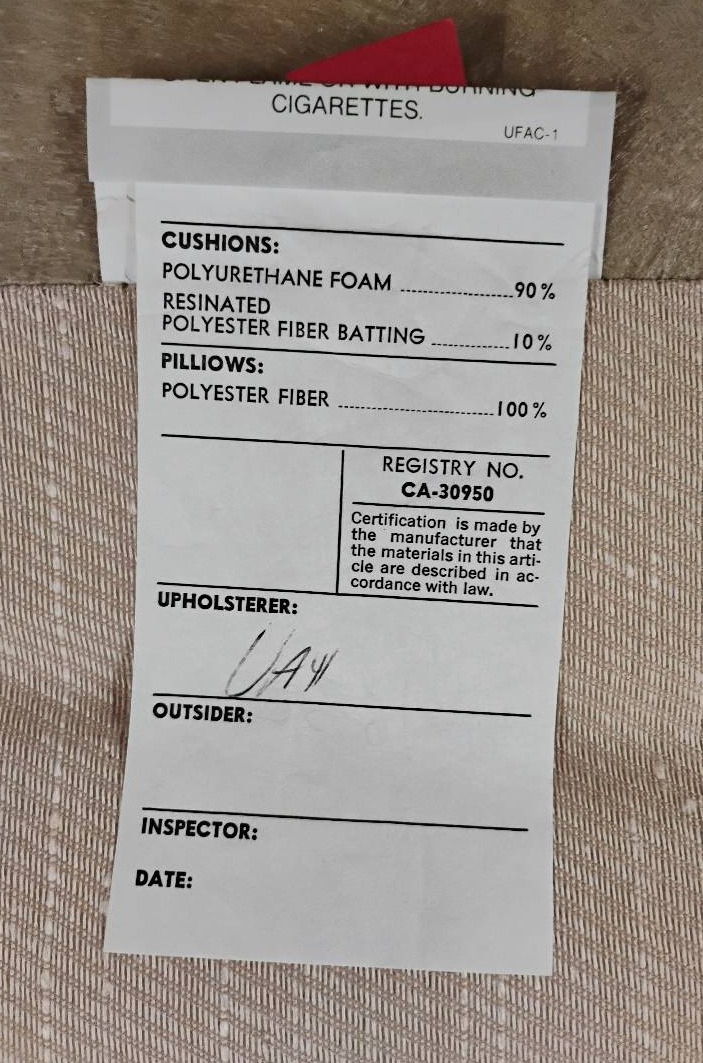 CIGARETTES.
UFAC-1
CUSHIONS:
POLYURETHANE FOAM ........................90%
RESINATED
POLYESTER FIBER BATTING ................10%
PILLIOWS:
POLYESTER FIBER ................................100%
REGISTRY NO.
CA-30950
Certification is made by
the manufacturer that
the materials in this arti-
cle are described in ac-
cordance with law.
UPHOLSTERER:
OUTSIDER:
INSPECTOR:
DATE: